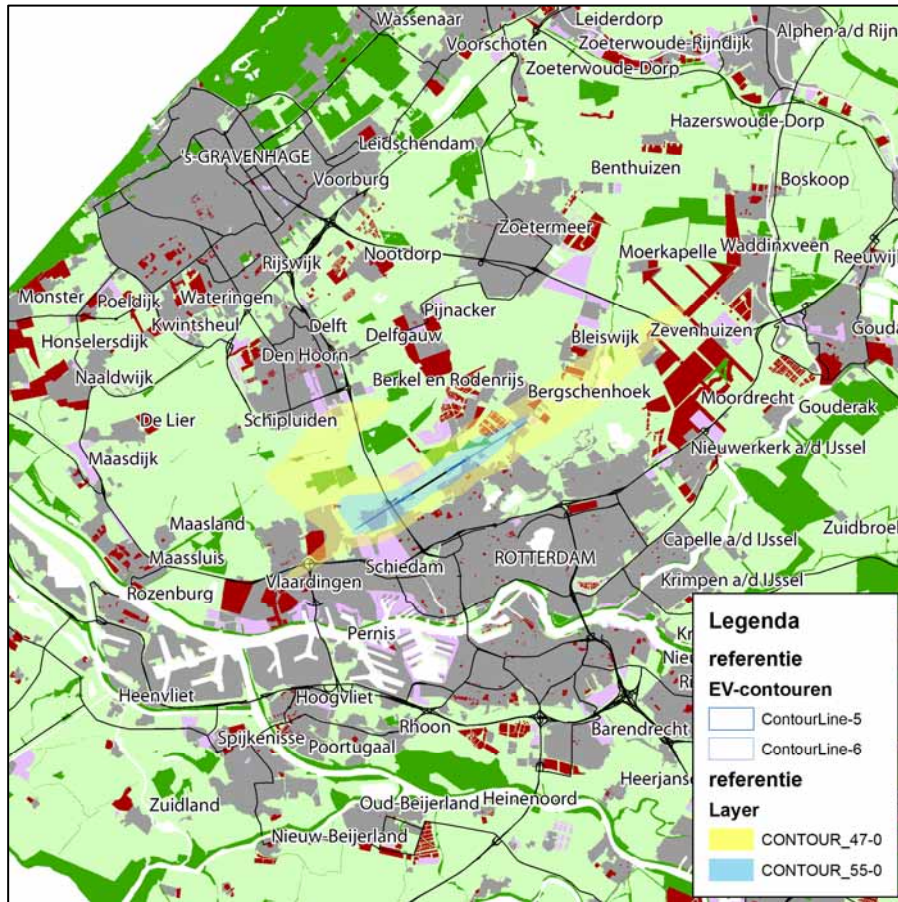 Wassenaar
Leiderdorp
Alphen a/d Rijn
Voorschoten
Zoeterwoude-Rijndijk
Zoeterwoude-Dorp
Hazerswoude-Dorp
Leidschendam
's-GRAVENHAGE
Benthuizen
Voorburg
Boskoop
Zoetermeer
Nootdorp
Moerkapelle
Waddinxveen
Rijswijk
Reeuwijk
Monster
Poeldijk
Wateringen
Pijnacker
Kwintsheul
Delft
Delfgauw
Bleiswijk
Zevenhuizen
Gouda
Honselersdijk
Den Hoorn
Naaldwijk
Berkel en Rodenrijs
Bergschenhoek
Moordrecht
Gouderak
De Lier
Schipluiden
Nieuwerkerk a/d IJssel
Maasdijk
Maasland
Zuidbroek
Maassluis
Schiedam
ROTTERDAM
Capelle a/d IJssel
Vlaardingen
Krimpen a/d IJssel
Rozenburg
Pernis
Kr
Nieu
Ri
Heenvliet
Hoogvliet
Rhoon
Barendrecht
Spijkenisse
Poortugaal
Heerjanse
Zuidland
Oud-Beijerland
Heinenoord
Nieuw-Beijerland
Legenda
referentie
EV-contouren
ContourLine-5
ContourLine-6
referentie
Layer
CONTOUR_47-0
CONTOUR_55-0